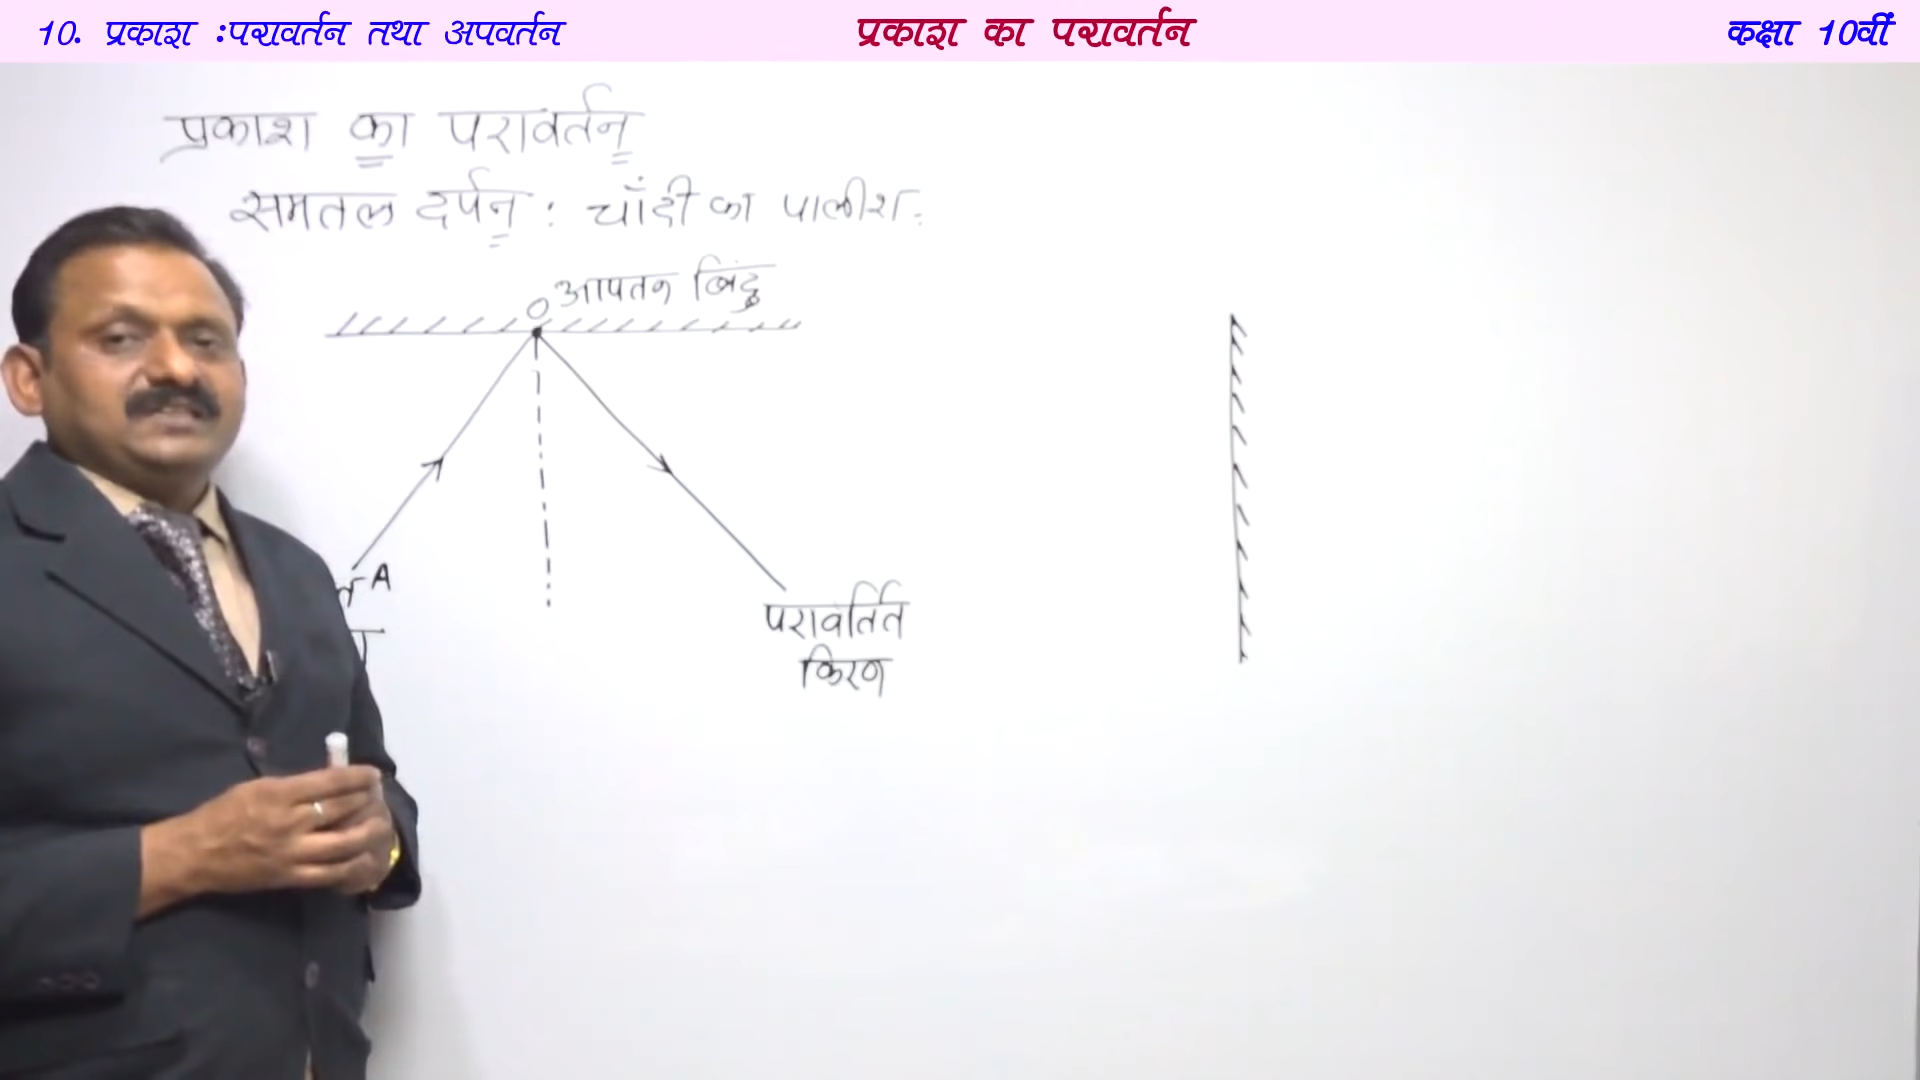 10. प्रकाश :परावर्तन तथा अपवर्तन
प्रकाश का परावर्तन
कक्षा 10वीं
प्रकाश का परावर्तन
समतल दर्पन : चाँदी का पालीश
O आपतन बिंदु
A
परावर्तित
किरण